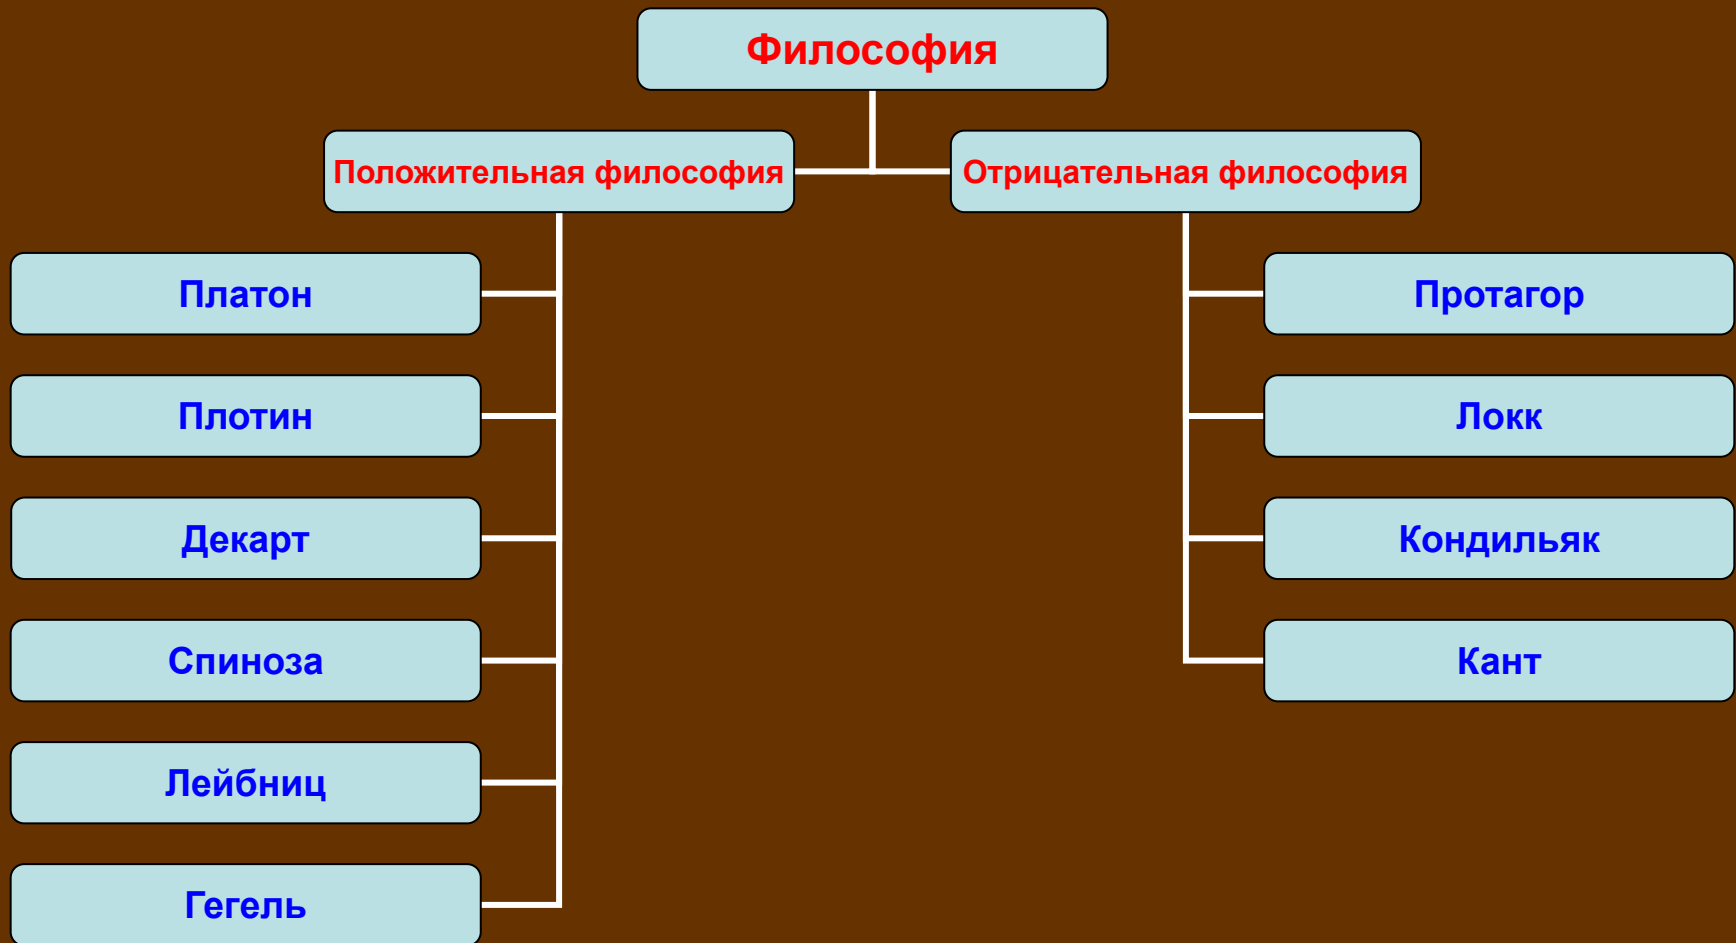 Философия
Положительная философия
Отрицательная философия
Платон
Плотин
Декарт
Спиноза
Лейбниц
Гегель
Протагор
Локк
Кондильяк
Кант